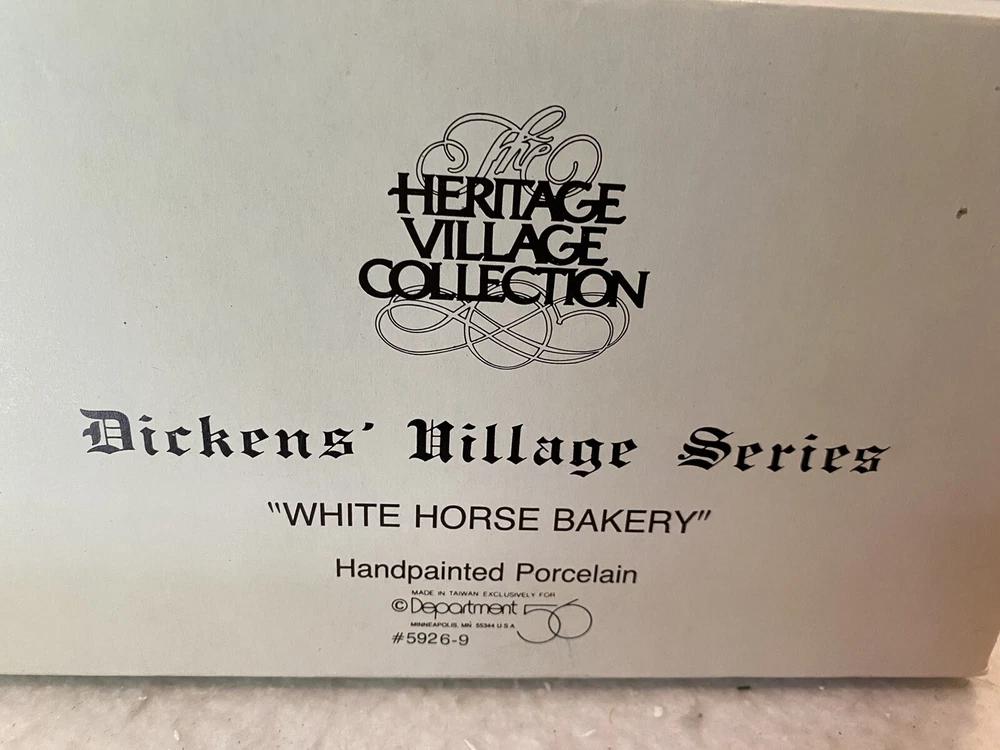 The
HERITAGE
VILLAGE
COLLECTION
Dickens' Village Series
"WHITE HORSE BAKERY"
Handpainted Porcelain
MADE IN TAIWAN EXCLUSIVELY FOR
© Department 56
MINNEAPOLIS, MN 55344 U S A
#5926-9